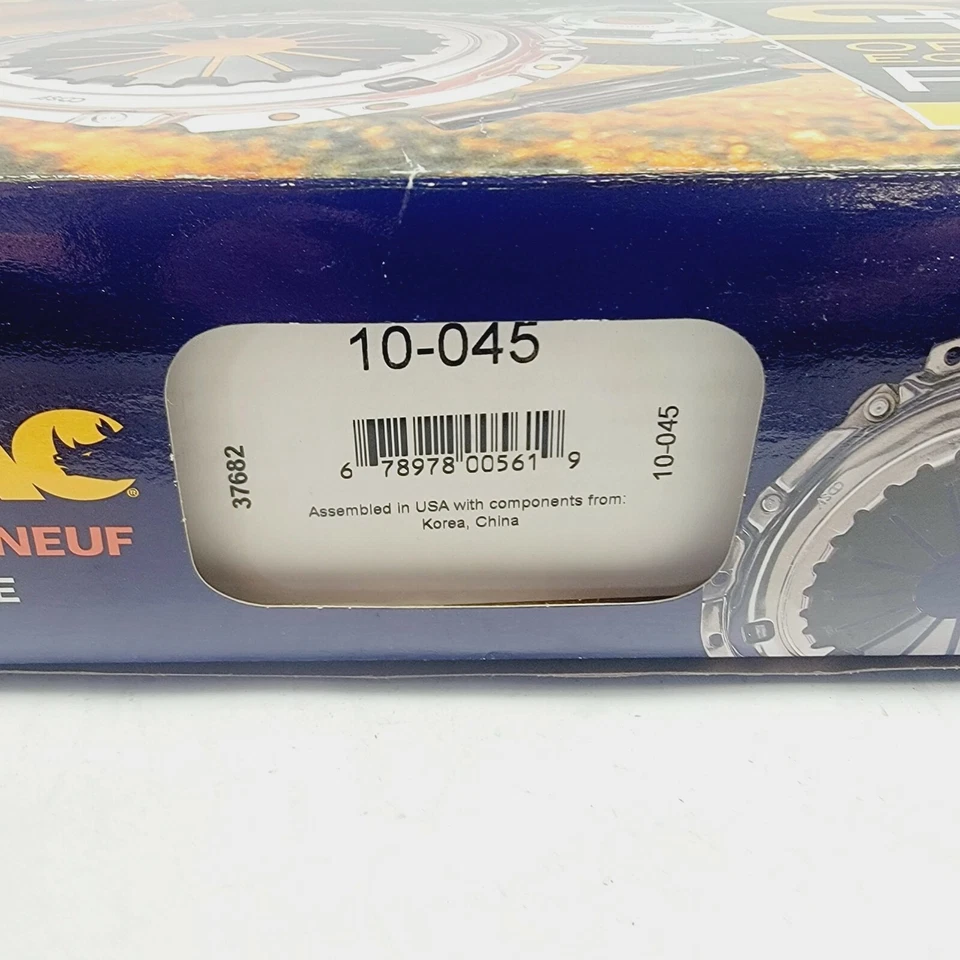 10-045
6 78978 00561 9
37682
10-045
Assembled in USA with components from:
Korea, China
NEUF